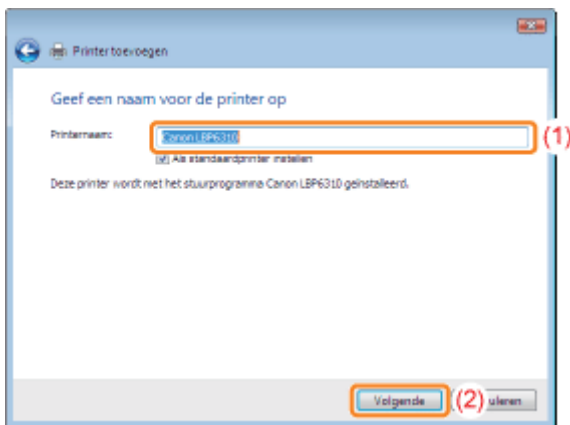 Printer toevoegen
Geef een naam voor de printer op
Printernaam:
Canon LBP6310
(1)
Als standaardprinter instellen
Deze printer wordt met het stuurprogramma Canon LBP6310 geïnstalleerd.
Volgende
(2)
uleren